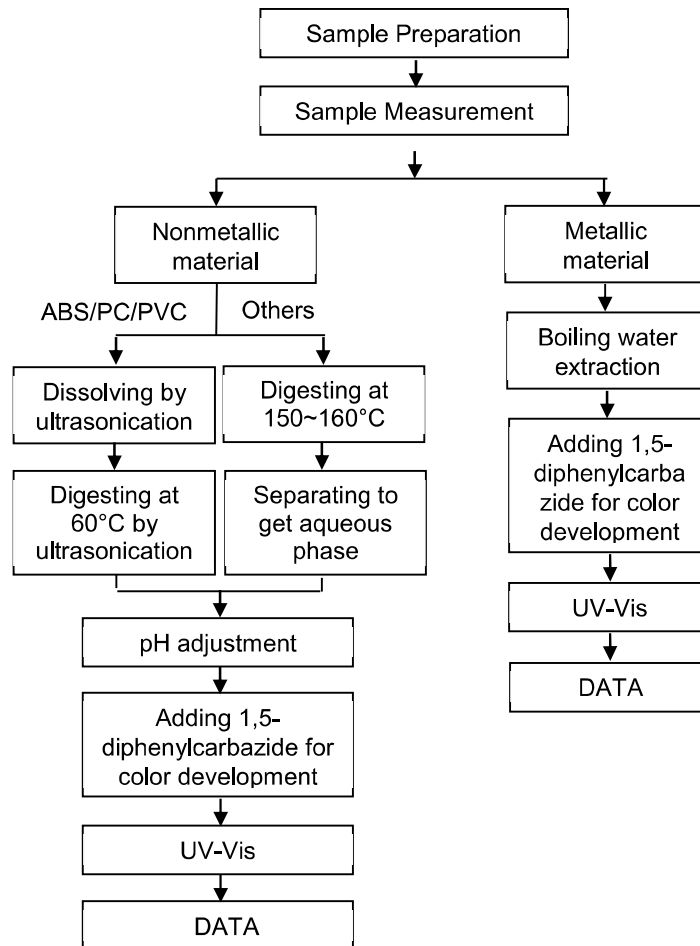 Sample Preparation
Sample Measurement
Nonmetallic
material
ABS/PC/PVC
Others
Dissolving by
ultrasonication
Digesting at
150~160°C
Digesting at
60°C by
ultrasonication
Separating to
get aqueous
phase
pH adjustment
Adding 1,5-
diphenylcarbazide for
color development
UV-Vis
DATA
Metallic
material
Boiling water
extraction
Adding 1,5-
diphenylcarba
zide for color
development
UV-Vis
DATA